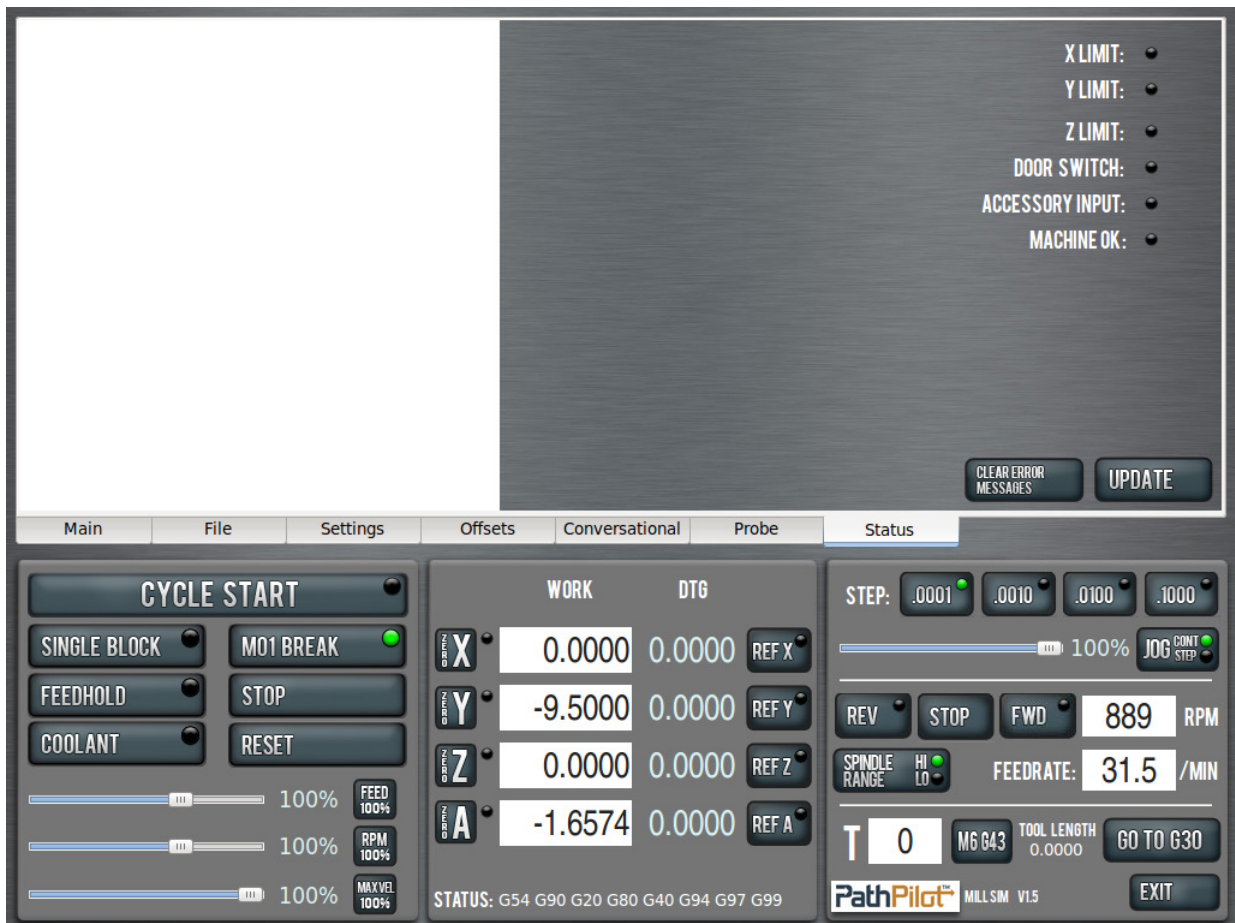 X LIMIT:
Y LIMIT:
Z LIMIT:
DOOR SWITCH:
ACCESSORY INPUT:
MACHINE OK:
CLEAR ERROR
MESSAGES
UPDATE
Main File Settings Offsets Conversational Probe Status
CYCLE START
SINGLE BLOCK M01 BREAK
FEEDHOLD STOP
COOLANT RESET
100% FEED 100%
100% RPM 100%
100% MAX VEL 100%
WORK DTG
ZERO X 0.0000 0.0000 REF X
ZERO Y -9.5000 0.0000 REF Y
ZERO Z 0.0000 0.0000 REF Z
ZERO A -1.6574 0.0000 REF A
STATUS: G54 G90 G20 G80 G40 G94 G97 G99
STEP: .0001 .0010 .0100 .1000
100% JOG CONT STEP
REV STOP FWD 889 RPM
SPINDLE RANGE HI LO FEEDRATE: 31.5 /MIN
T 0 M6 G43 TOOL LENGTH 0.0000 GO TO G30
PathPilot™ MILL SIM V1.5 EXIT